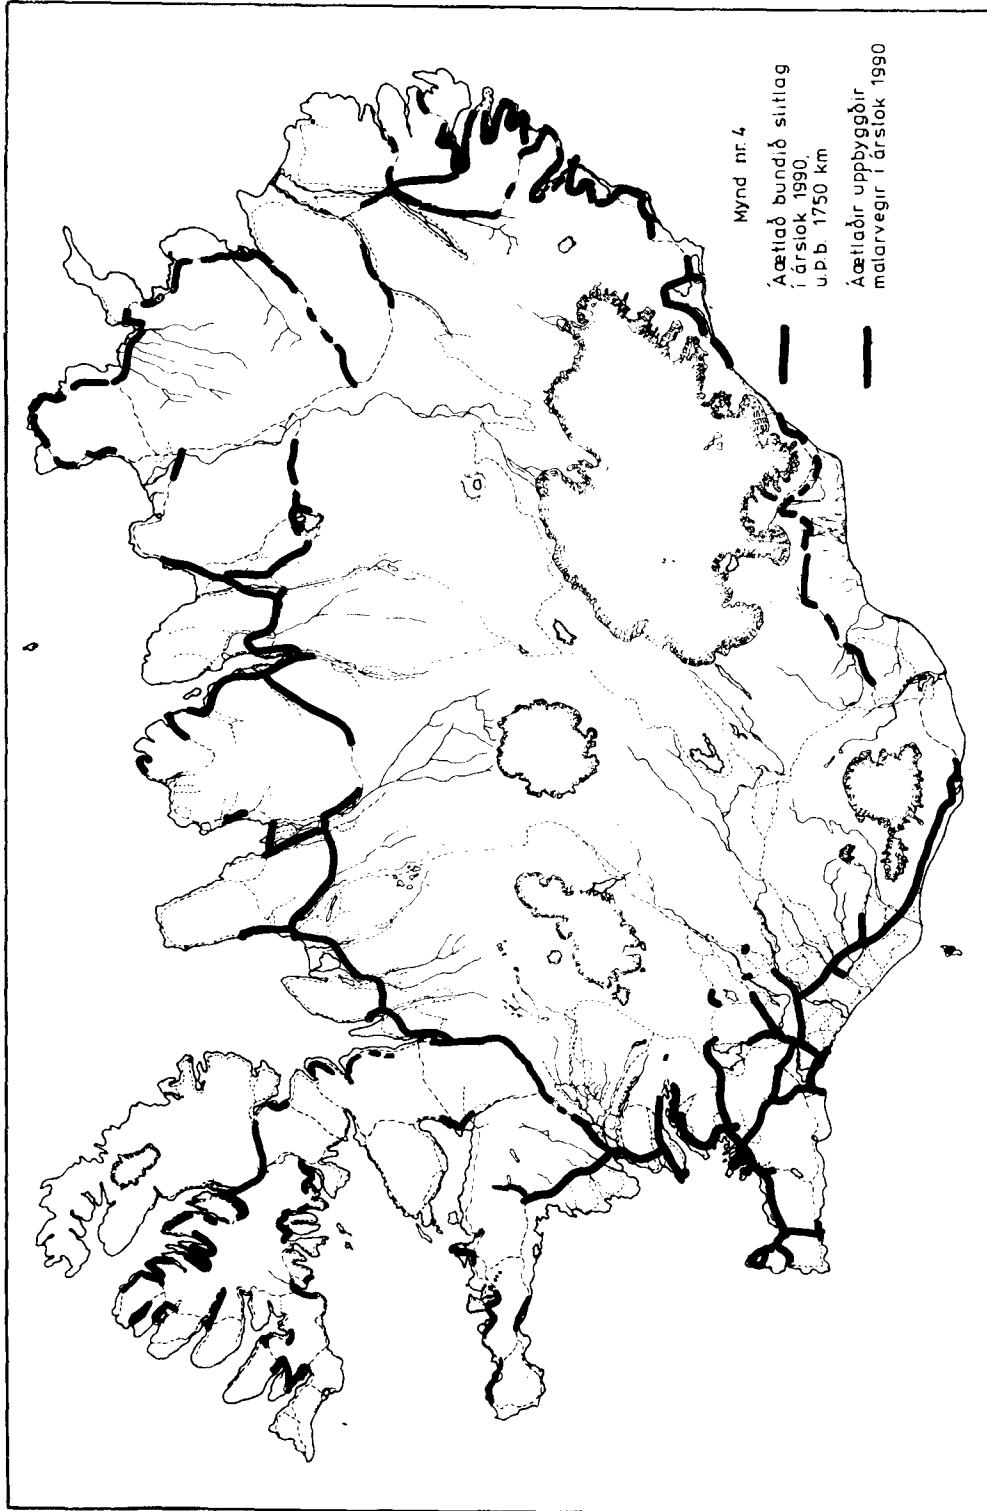 Mynd nr. 4
Áætlað bundið slitlag
í árslok 1990,
u.p.b. 1750 km
Áætlaðir uppbyggðir
malarvegir í árslok 1990